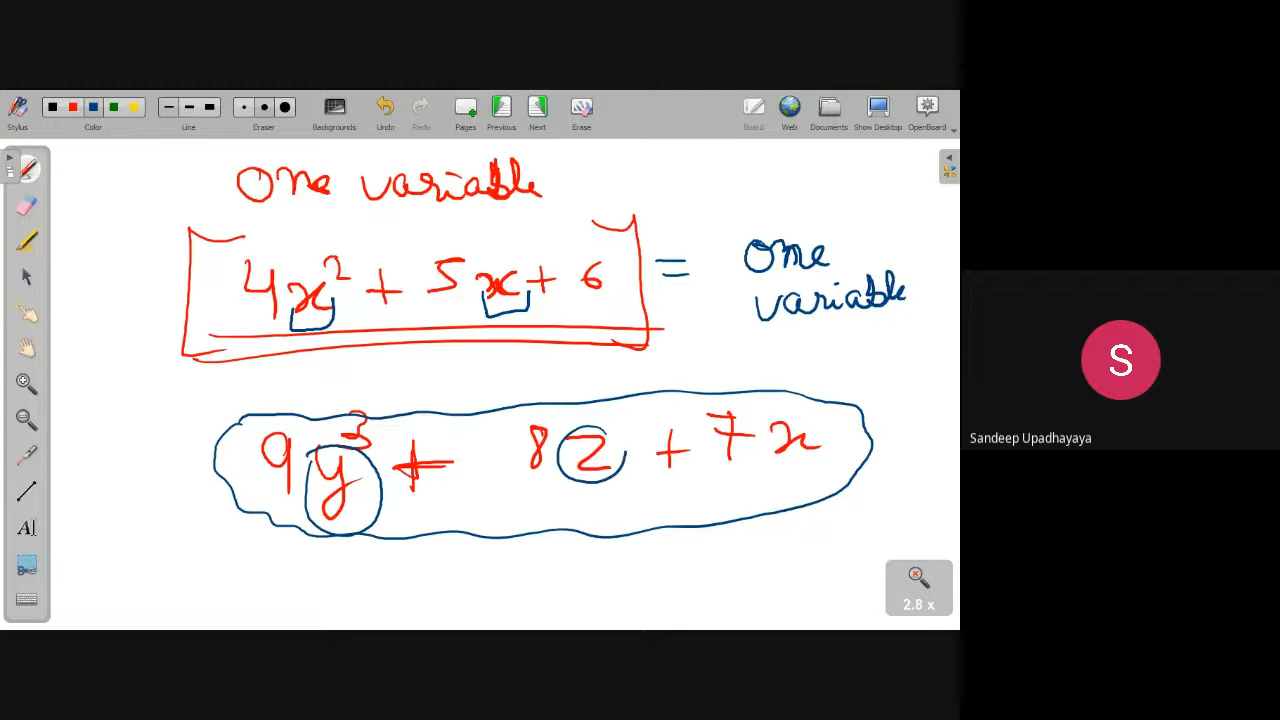 Stylus Color Line Eraser Backgrounds Undo Redo Pages Previous Next Erase Board Web Documents Show Desktop OpenBoard
One variable
4x² + 5x + 6 = One
variable
9y³ + 8z + 7x
A
2.8 x
S
Sandeep Upadhayaya